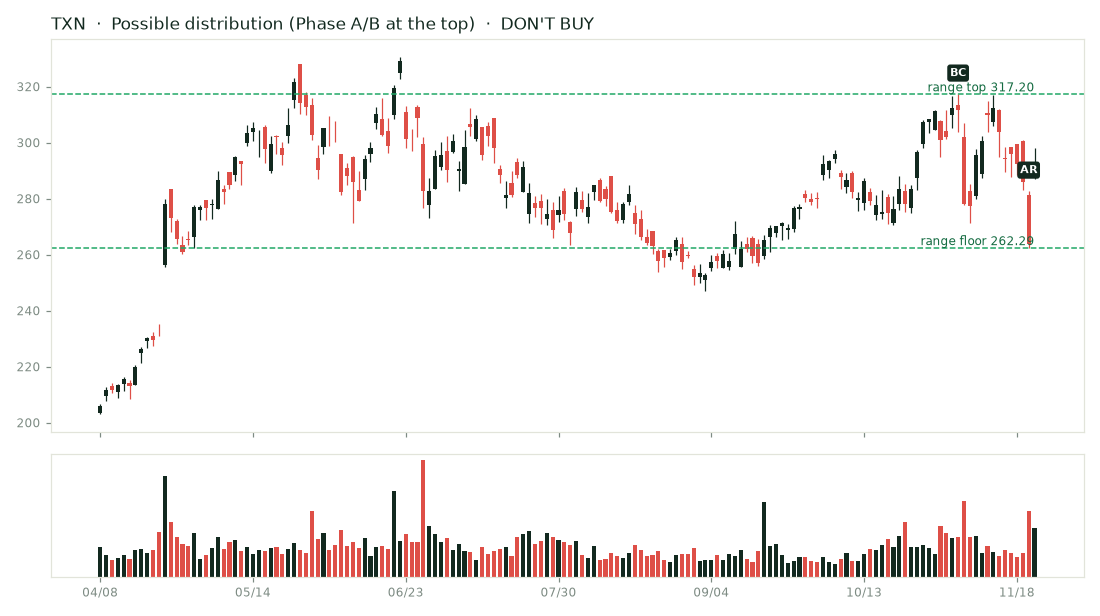 TXN · Possible distribution (Phase A/B at the top) · DON'T BUY
320
300
280
260
240
220
200
BC
range top 317.20
AR
range floor 262.29
04/08
05/14
06/23
07/30
09/04
10/13
11/18